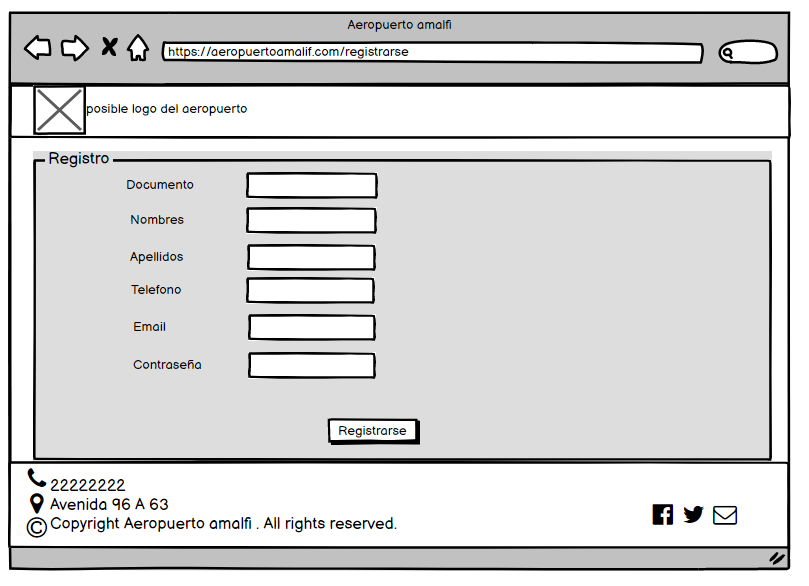 Aeropuerto amalfi
https://aeropuertoamalif.com/registrarse
posible logo del aeropuerto
Registro
Documento
Nombres
Apellidos
Telefono
Email
Contraseña
Registrarse
22222222
Avenida 96 A 63
© Copyright Aeropuerto amalfi . All rights reserved.